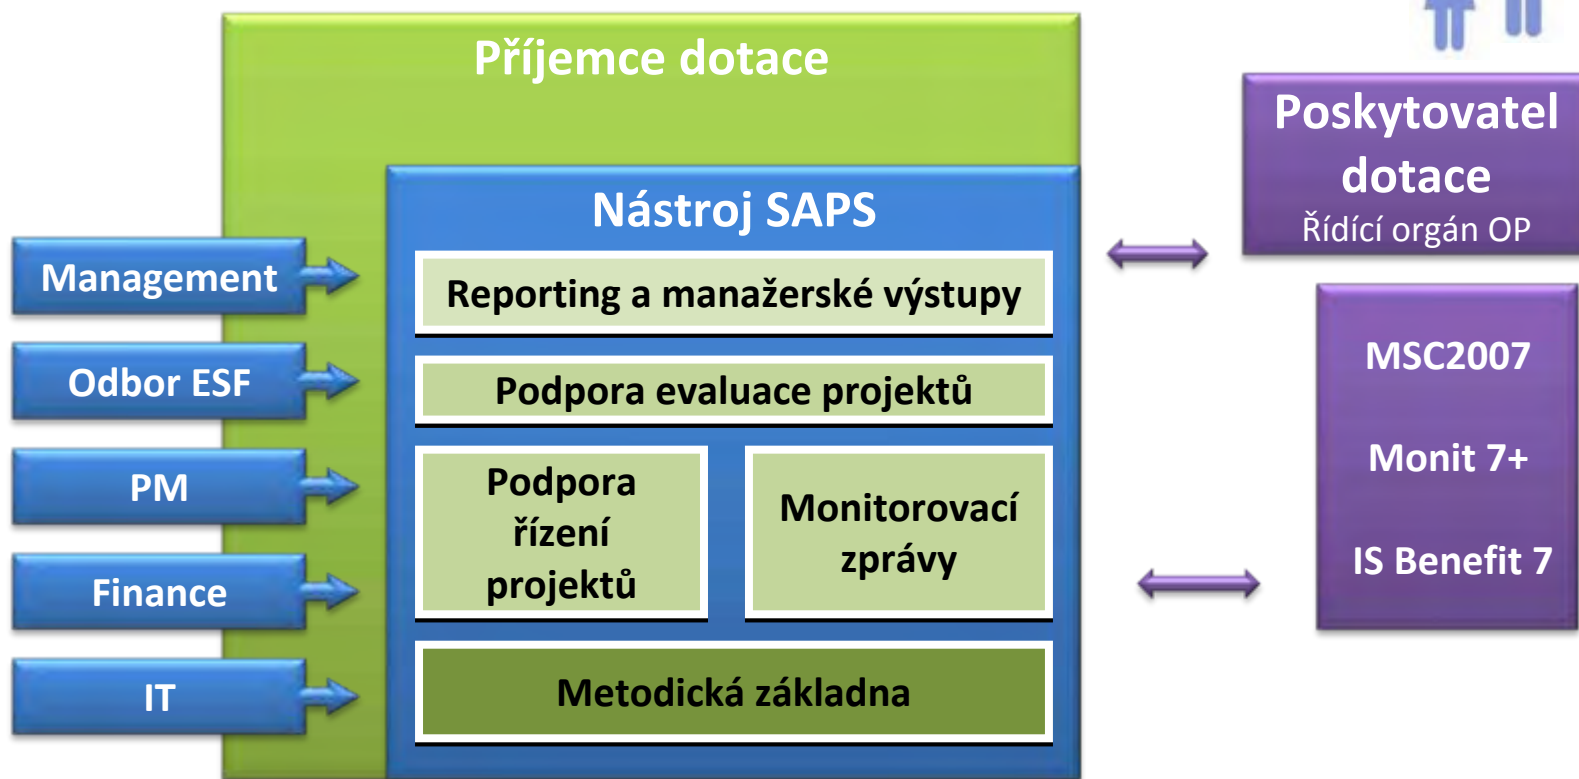 Příjemce dotace
Poskytovatel
dotace
Řídící orgán OP
Nástroj SAPS
Management
Odbor ESF
PM
Finance
IT
Reporting a manažerské výstupy
Podpora evaluace projektů
Podpora
řízení
projektů
Monitorovací
zprávy
Metodická základna
MSC2007
Monit 7+
IS Benefit 7